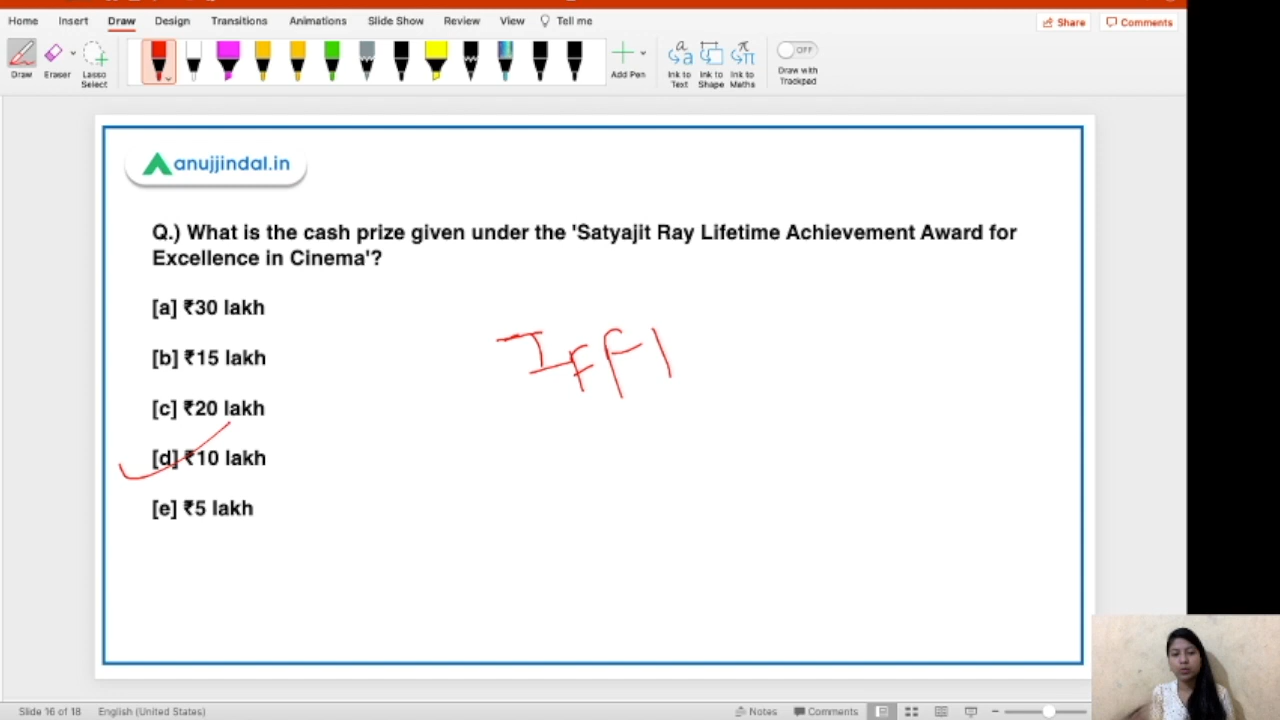 Home Insert Draw Design Transitions Animations Slide Show Review View Tell me
Share Comments
Draw Eraser Lasso Select Add Pen Ink to Text Ink to Shape Ink to Maths OFF Draw with Trackpad
anujjindal.in
Q.) What is the cash prize given under the 'Satyajit Ray Lifetime Achievement Award for
Excellence in Cinema'?
[a] ₹30 lakh
[b] ₹15 lakh
IFFI
[c] ₹20 lakh
[d] ₹10 lakh
[e] ₹5 lakh
Slide 16 of 18 English (United States) Notes Comments